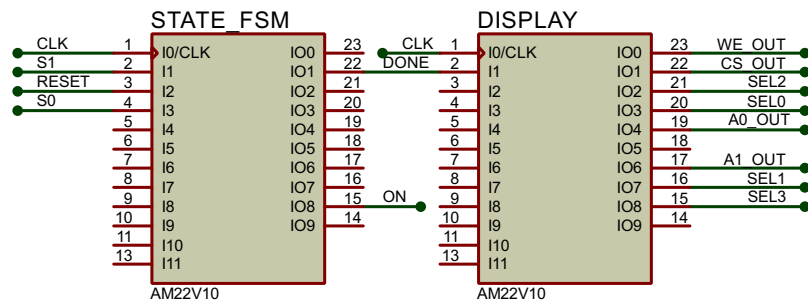 STATE_FSM
CLK 1 I0/CLK IO0 23
S1 2 I1 IO1 22 DONE
RESET 3 I2 IO2 21
S0 4 I3 IO3 20
5 I4 IO4 19
6 I5 IO5 18
7 I6 IO6 17
8 I7 IO7 16
9 I8 IO8 15 ON
10 I9 IO9 14
11 I10
13 I11
AM22V10
DISPLAY
CLK 1 I0/CLK IO0 23 WE_OUT
2 I1 IO1 22 CS_OUT
3 I2 IO2 21 SEL2
4 I3 IO3 20 SEL0
5 I4 IO4 19 A0_OUT
6 I5 IO5 18
7 I6 IO6 17 A1_OUT
8 I7 IO7 16 SEL1
9 I8 IO8 15 SEL3
10 I9 IO9 14
11 I10
13 I11
AM22V10